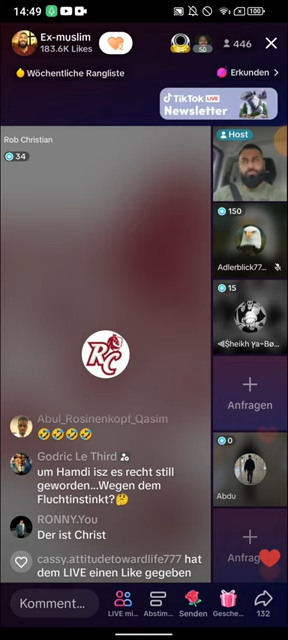 14:49
100
Ex-muslim
183.6K Likes
50
446
Wöchentliche Rangliste
Erkunden >
TikTok LIVE
Newsletter
Rob Christian
34
Host
150
Adlerblick77...
RC
15
Anfragen
0
Abdu
Anfrag
Abul_Rosinenkopf_Qasim
Godric Le Third
um Hamdi isz es recht still
geworden...Wegen dem
Fluchtinstinkt?🤔
RONNY.You
Der ist Christ
cassy.attitudetowardlife777 hat
dem LIVE einen Like gegeben
Komment...
LIVE mi...
Abstim...
Senden
Gesche...
132